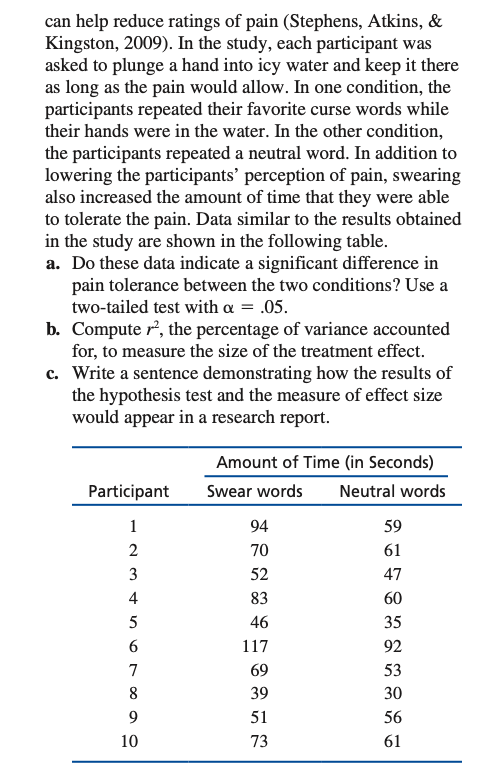 can help reduce ratings of pain (Stephens, Atkins, &
Kingston, 2009). In the study, each participant was
asked to plunge a hand into icy water and keep it there
as long as the pain would allow. In one condition, the
participants repeated their favorite curse words while
their hands were in the water. In the other condition,
the participants repeated a neutral word. In addition to
lowering the participants’ perception of pain, swearing
also increased the amount of time that they were able
to tolerate the pain. Data similar to the results obtained
in the study are shown in the following table.
a. Do these data indicate a significant difference in
pain tolerance between the two conditions? Use a
two-tailed test with α = .05.
b. Compute r², the percentage of variance accounted
for, to measure the size of the treatment effect.
c. Write a sentence demonstrating how the results of
the hypothesis test and the measure of effect size
would appear in a research report.
Amount of Time (in Seconds)
Participant Swear words Neutral words
1 94 59
2 70 61
3 52 47
4 83 60
5 46 35
6 117 92
7 69 53
8 39 30
9 51 56
10 73 61